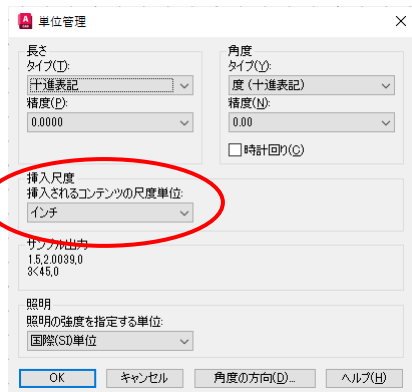 単位管理
長さ
タイプ(T):
十進表記
精度(P):
0.0000
角度
タイプ(Y):
度 (十進表記)
精度(N):
0.00
時計回り(C)
挿入尺度
挿入されるコンテンツの尺度単位:
インチ
サンプル出力
1.5,2.0039,0
3<45,0
照明
照明の強度を指定する単位:
国際(SI)単位
OK
キャンセル
角度の方向(D)...
ヘルプ(H)